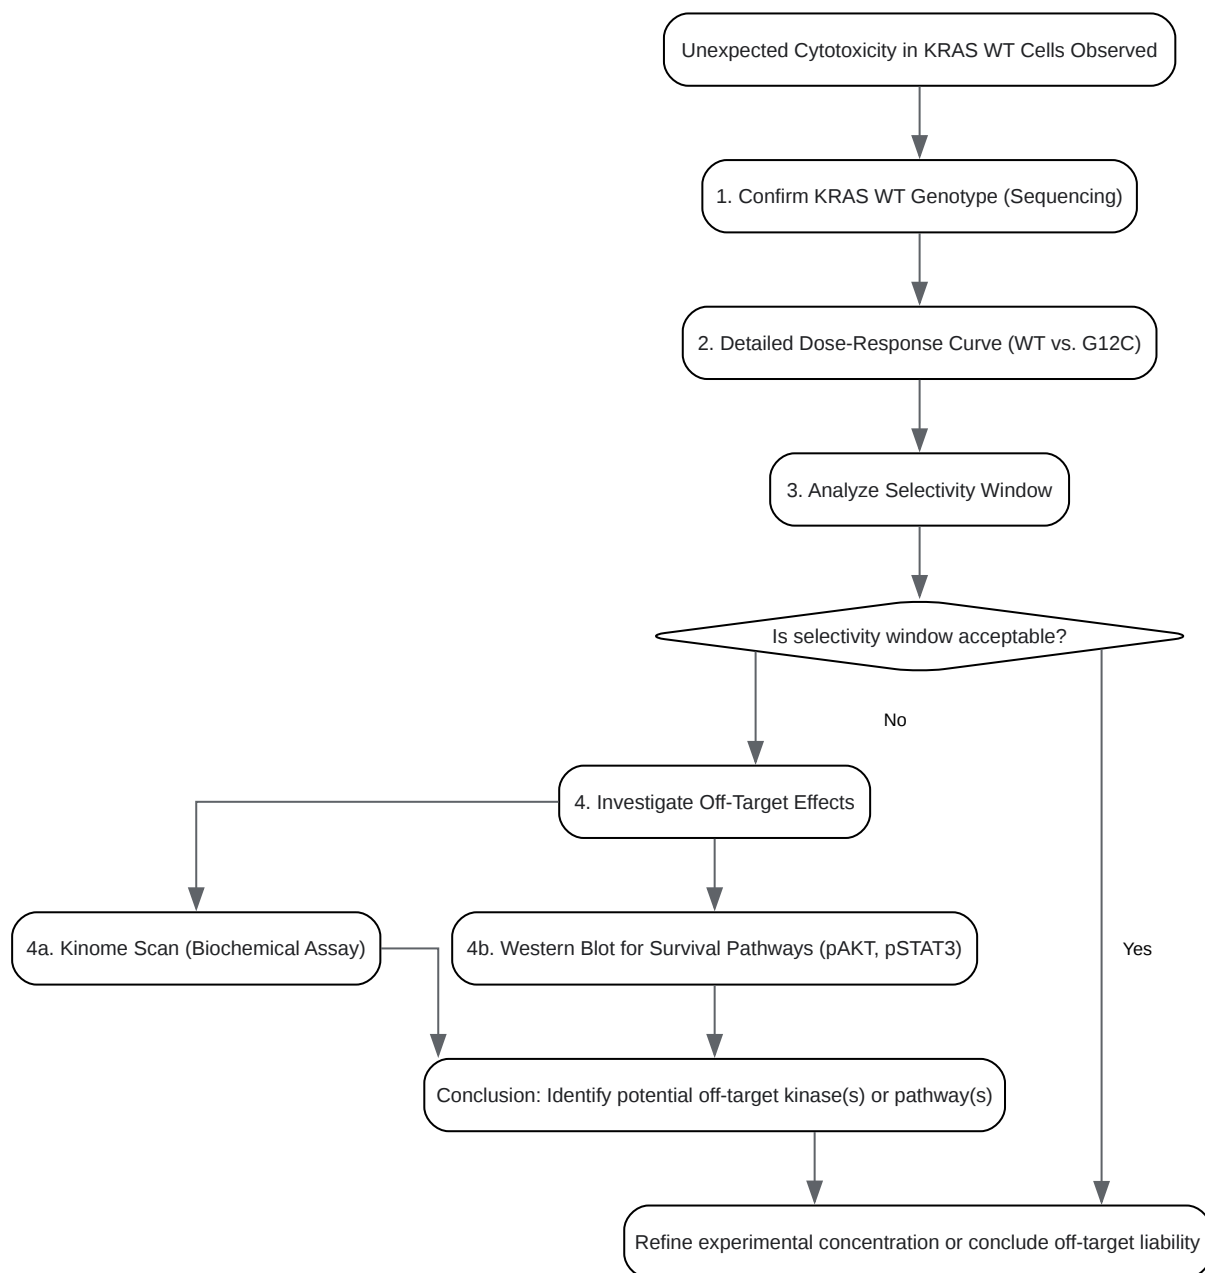 Unexpected Cytotoxicity in KRAS WT Cells Observed
1. Confirm KRAS WT Genotype (Sequencing)
2. Detailed Dose-Response Curve (WT vs. G12C)
3. Analyze Selectivity Window
Is selectivity window acceptable?
No
4. Investigate Off-Target Effects
4a. Kinome Scan (Biochemical Assay)
4b. Western Blot for Survival Pathways (pAKT, pSTAT3)
Yes
Conclusion: Identify potential off-target kinase(s) or pathway(s)
Refine experimental concentration or conclude off-target liability